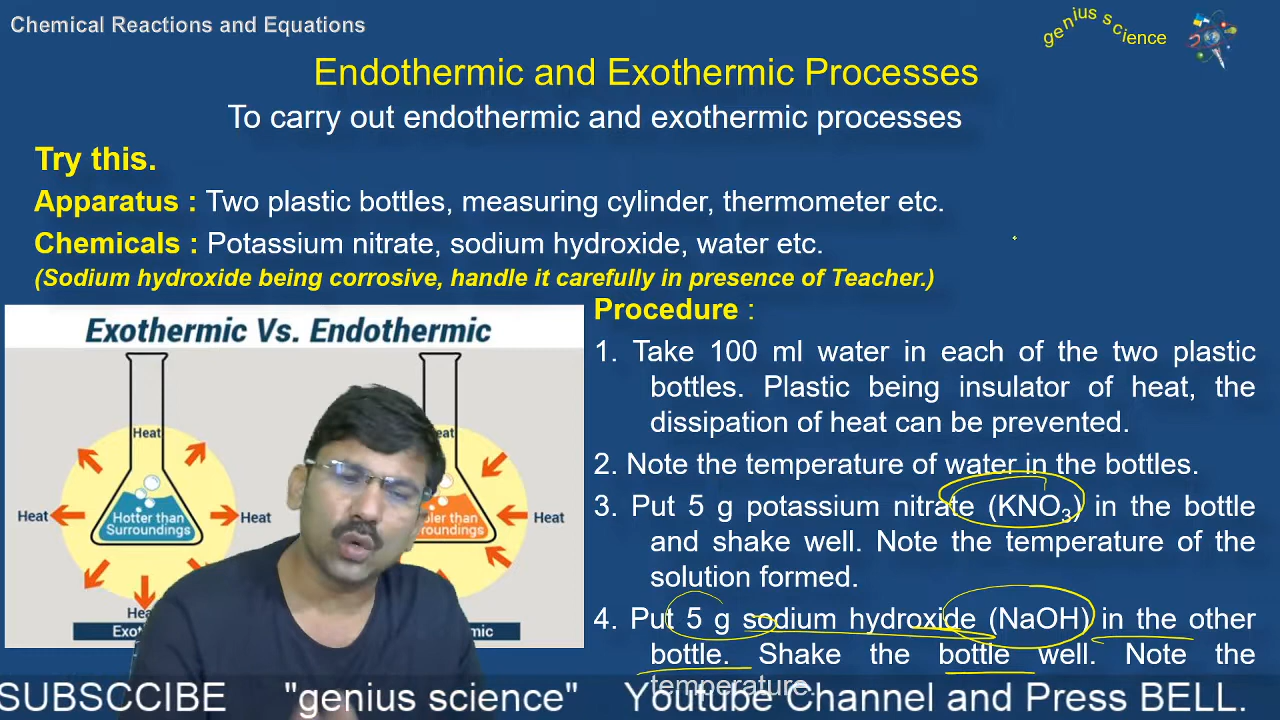 Chemical Reactions and Equations
genius science
Endothermic and Exothermic Processes
To carry out endothermic and exothermic processes
Try this.
Apparatus : Two plastic bottles, measuring cylinder, thermometer etc.
Chemicals : Potassium nitrate, sodium hydroxide, water etc.
(Sodium hydroxide being corrosive, handle it carefully in presence of Teacher.)
Exothermic Vs. Endothermic
Heat
Heat
Heat
Hotter than
Surroundings
Heat
eat
oler than
roundings
Heat
Procedure :
1. Take 100 ml water in each of the two plastic
bottles. Plastic being insulator of heat, the
dissipation of heat can be prevented.
2. Note the temperature of water in the bottles.
3. Put 5 g potassium nitrate (KNO₃) in the bottle
and shake well. Note the temperature of the
solution formed.
4. Put 5 g sodium hydroxide (NaOH) in the other
bottle. Shake the bottle well. Note the
temperature.
SUBSCCIBE "genius science" Youtube Channel and Press BELL.